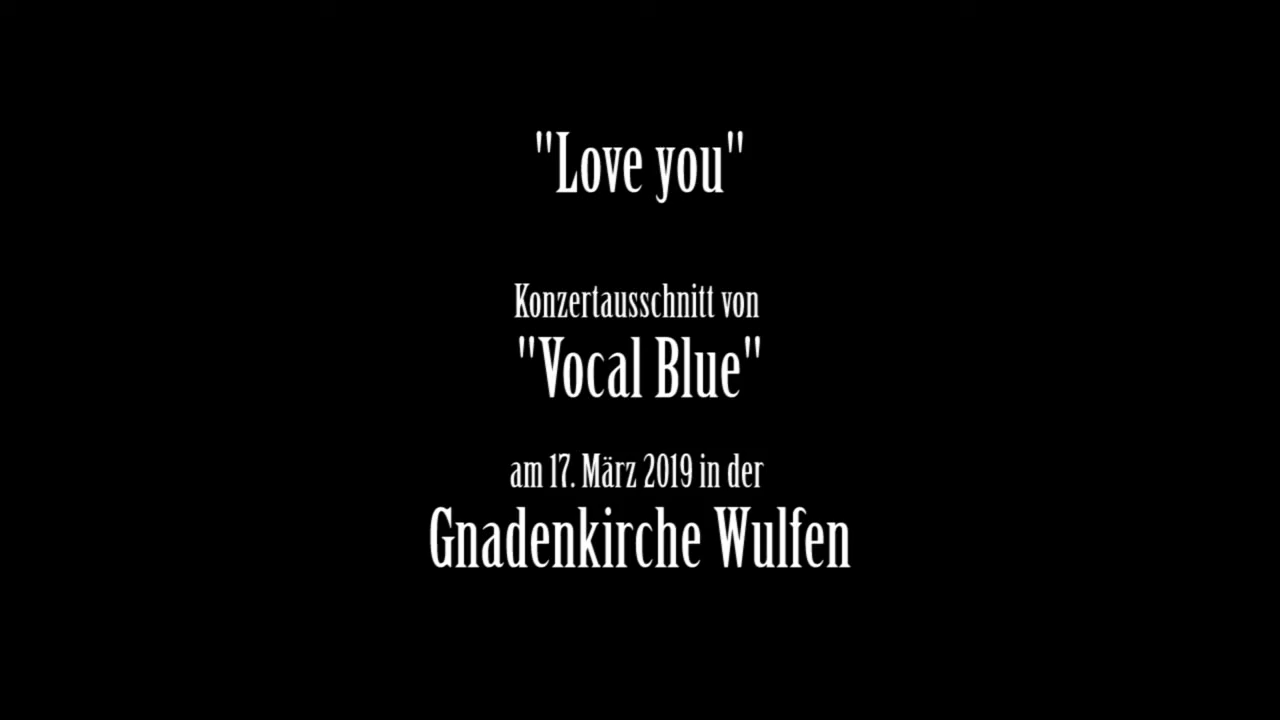 "Love you"
Konzertausschnitt von
"Vocal Blue"
am 17. März 2019 in der
Gnadenkirche Wulfen